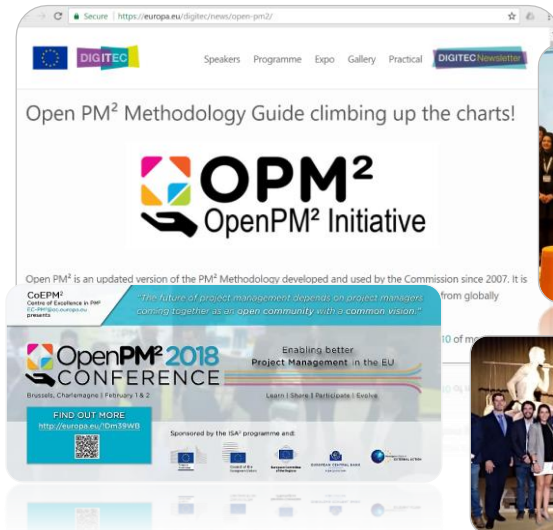 Secure | https://europa.eu/digitec/news/open-pm2/
DIGITEC
Speakers Programme Expo Gallery Practical DIGITEC Newsletter
Open PM² Methodology Guide climbing up the charts!
OPM²
OpenPM² Initiative
Open PM² is an updated version of the PM² Methodology developed and used by the Commission since 2007. It is
from globally
10 of
CoEPM²
Centre of Excellence in PM²
EC-PM²@ec.europa.eu
presents
"The future of project management depends on project managers
coming together as an open community with a common vision."
OpenPM² 2018
CONFERENCE
Brussels, Charlemagne | February 1 & 2
Enabling better
Project Management in the EU
Learn | Share | Participate | Evolve
FIND OUT MORE
http://europa.eu/!Dm39WB
Sponsored by the ISA² programme and:
EUROPEAN CENTRAL BANK